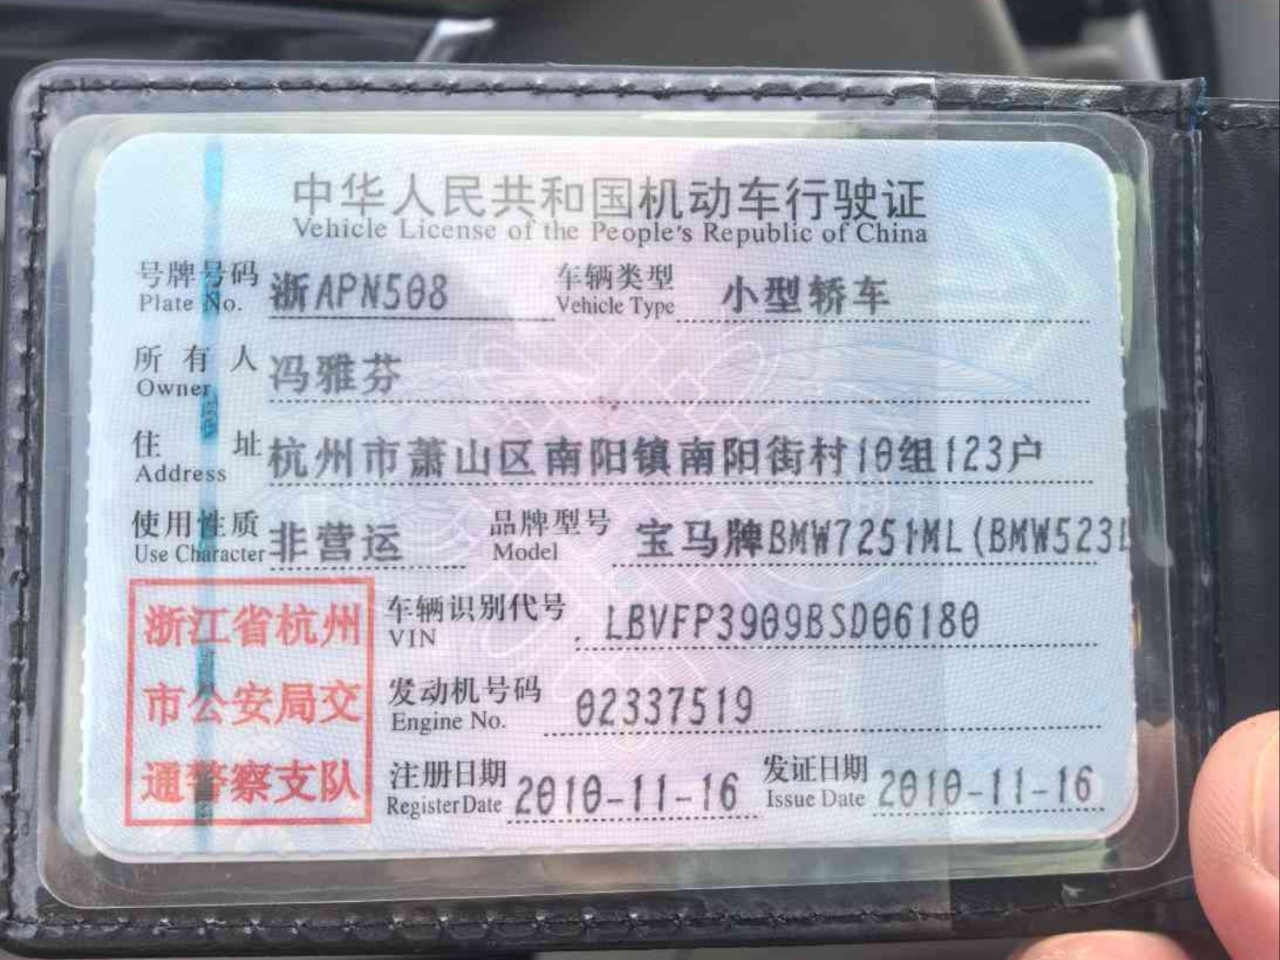 中华人民共和国机动车行驶证
Vehicle License of the People's Republic of China
号牌号码 浙APN508 车辆类型 小型轿车
Plate No. Vehicle Type
所有人 冯雅芬
Owner
住址 杭州市萧山区南阳镇南阳街村10组123户
Address
使用性质 非营运 品牌型号 宝马牌BMW7251ML(BMW523L
Use Character Model
浙江省杭州
市公安局交
通警察支队
车辆识别代号 LBVFP3909BSD06180
VIN
发动机号码 02337519
Engine No.
注册日期 2010-11-16 发证日期 2010-11-16
Register Date Issue Date